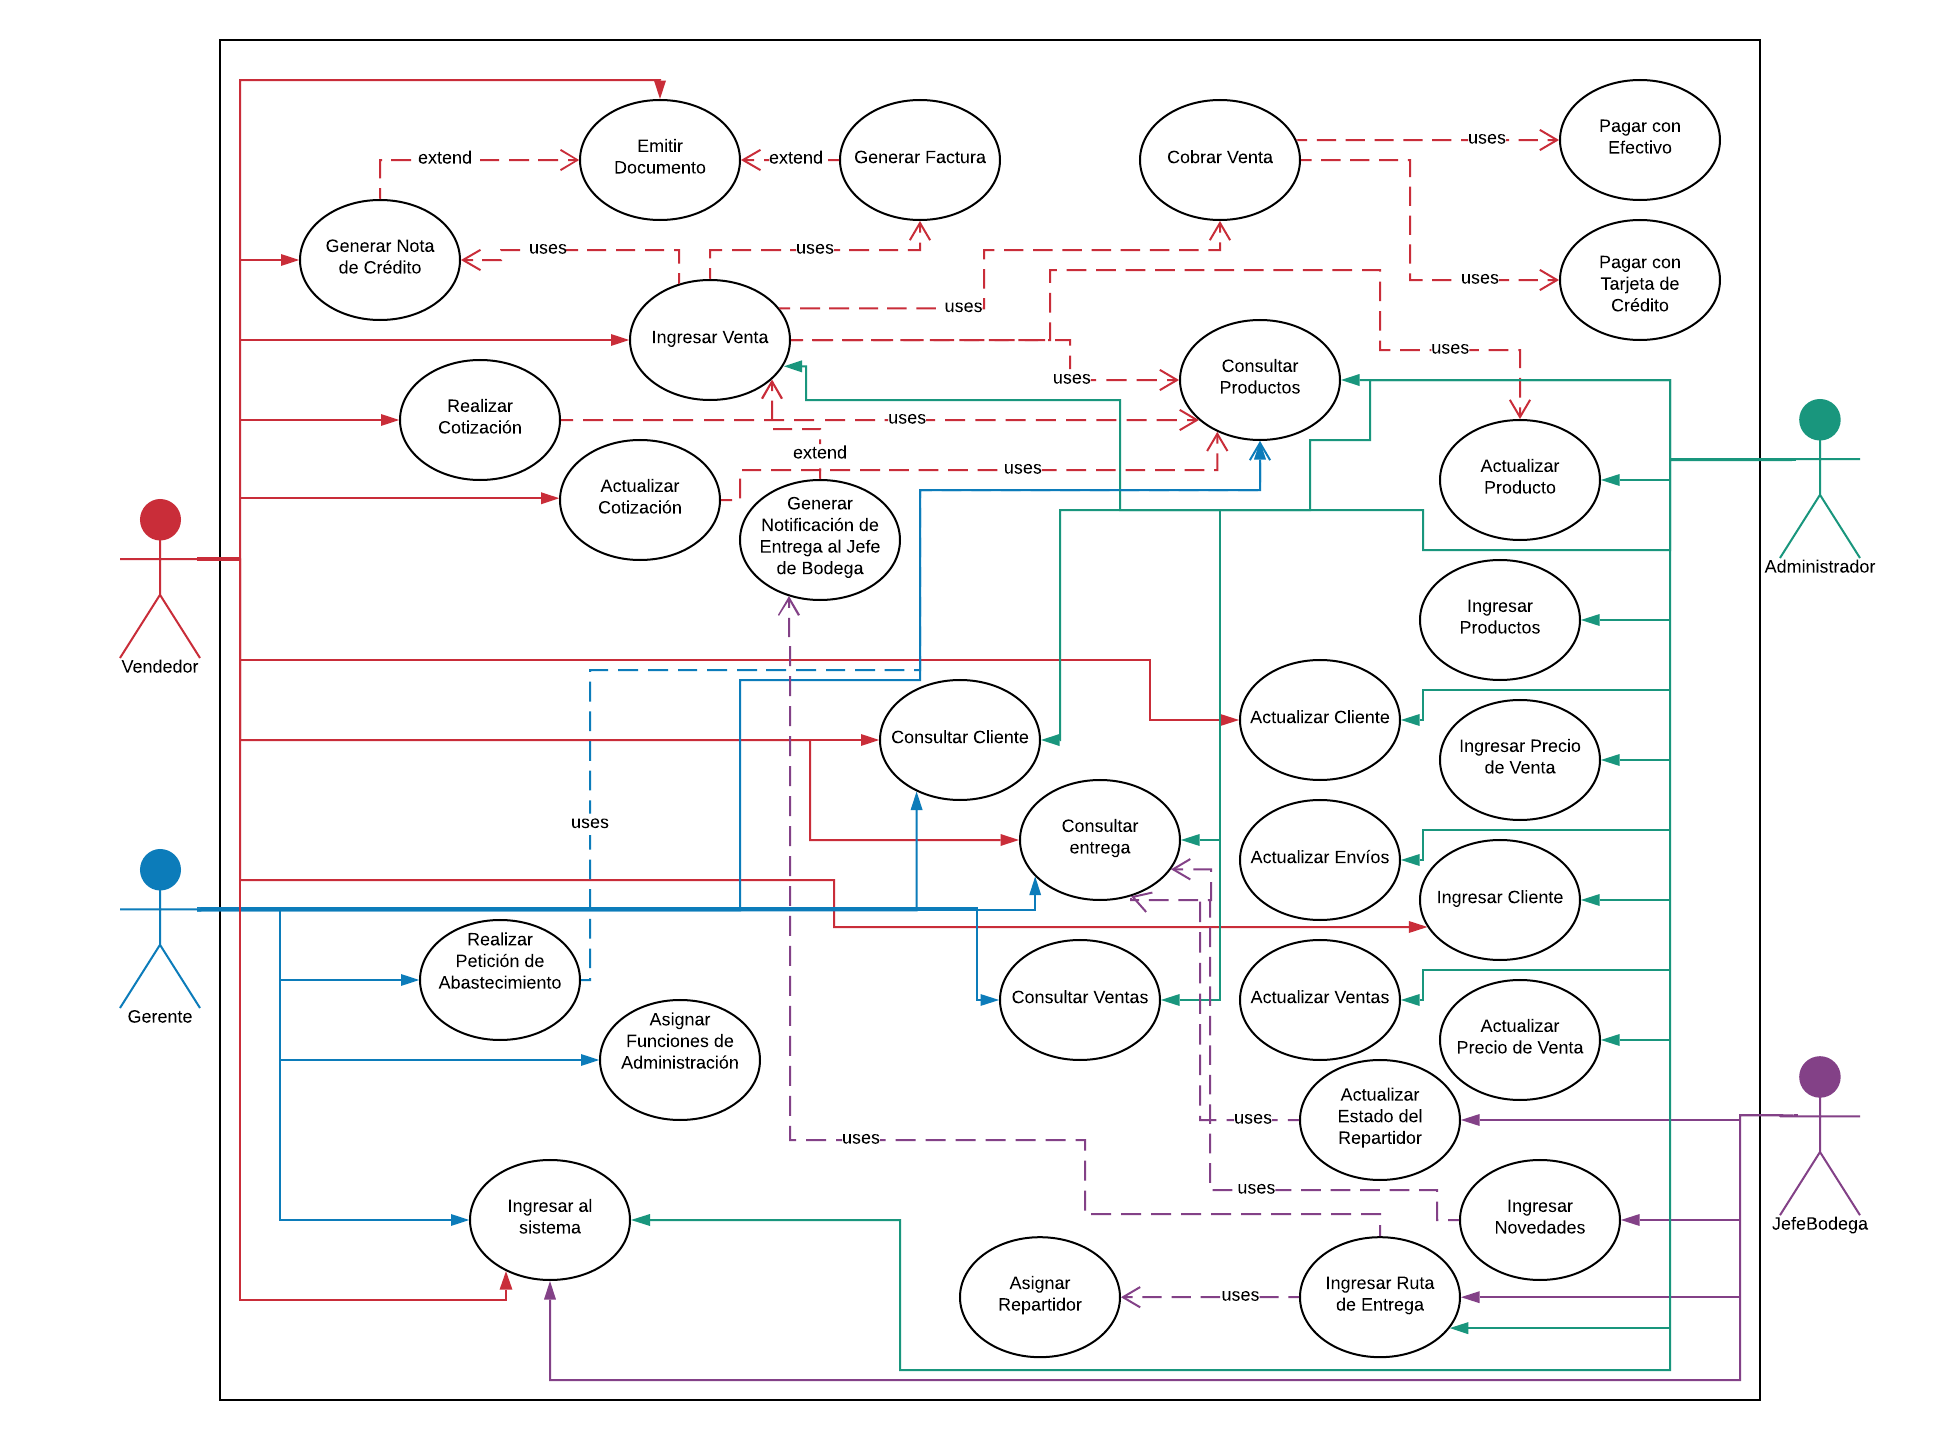 Pagar con
Efectivo
Emitir
Documento
extend
extend
Generar Factura
Cobrar Venta
uses
Generar Nota
de Crédito
uses
uses
Pagar con
Tarjeta de
Crédito
uses
uses
Ingresar Venta
uses
Consultar
Productos
uses
Realizar
Cotización
uses
extend
uses
Actualizar
Producto
Actualizar
Cotización
Generar
Notificación de
Entrega al Jefe
de Bodega
Administrador
Ingresar
Productos
Vendedor
Actualizar Cliente
Consultar Cliente
Ingresar Precio
de Venta
uses
Consultar
entrega
Actualizar Envíos
Ingresar Cliente
Realizar
Petición de
Abastecimiento
Consultar Ventas
Actualizar Ventas
Gerente
Asignar
Funciones de
Administración
Actualizar
Precio de Venta
Actualizar
Estado del
Repartidor
uses
uses
uses
Ingresar
Novedades
JefeBodega
Ingresar al
sistema
Asignar
Repartidor
uses
Ingresar Ruta
de Entrega